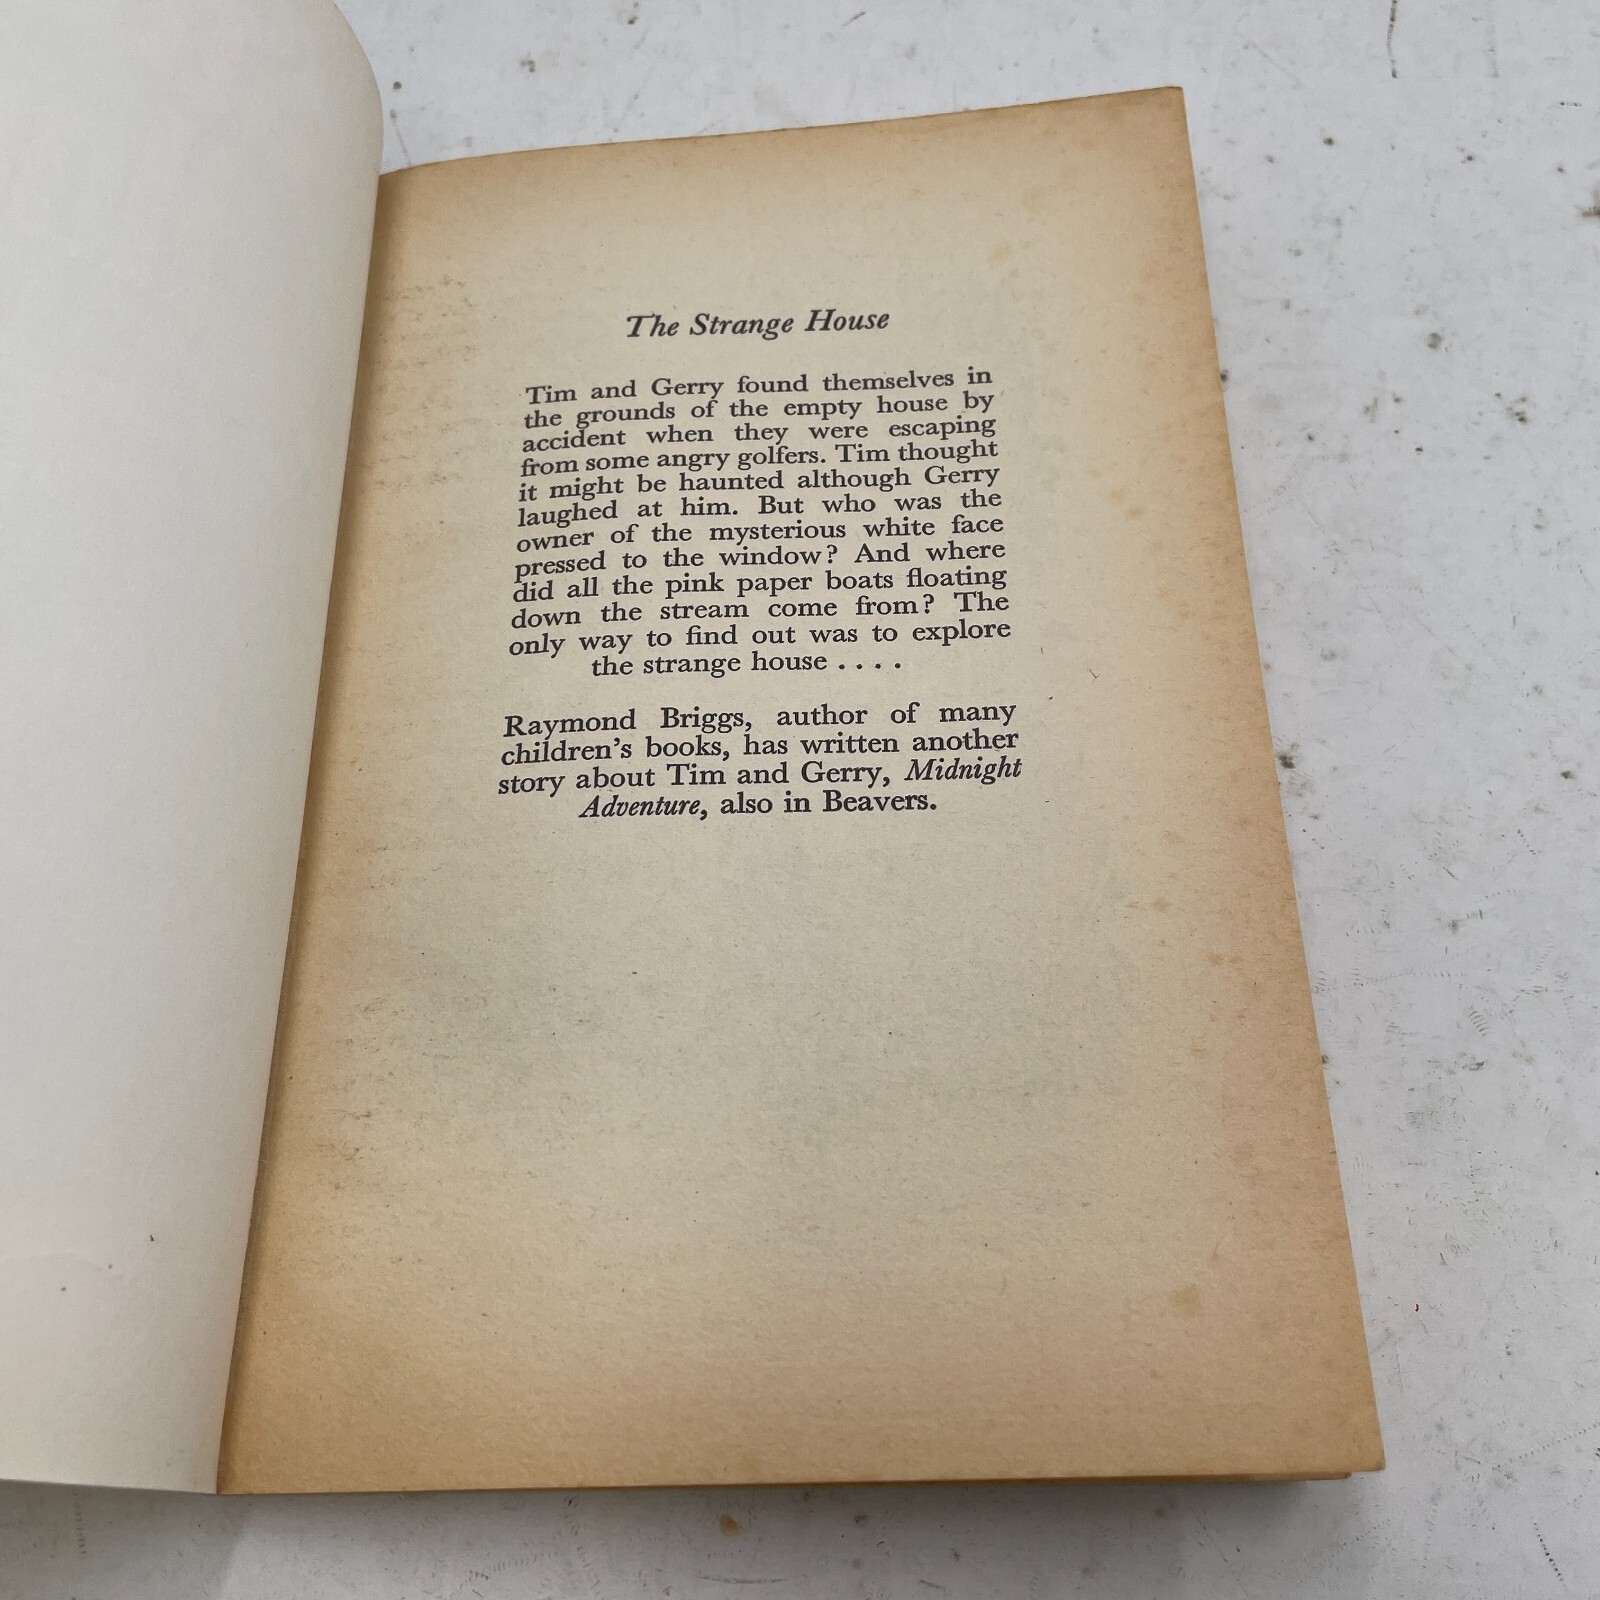 The Strange House
Tim and Gerry found themselves in
the grounds of the empty house by
accident when they were escaping
from some angry golfers. Tim thought
it might be haunted although Gerry
laughed at him. But who was the
owner of the mysterious white face
pressed to the window? And where
did all the pink paper boats floating
down the stream come from? The
only way to find out was to explore
the strange house . . . .
Raymond Briggs, author of many
children's books, has written another
story about Tim and Gerry, Midnight
Adventure, also in Beavers.